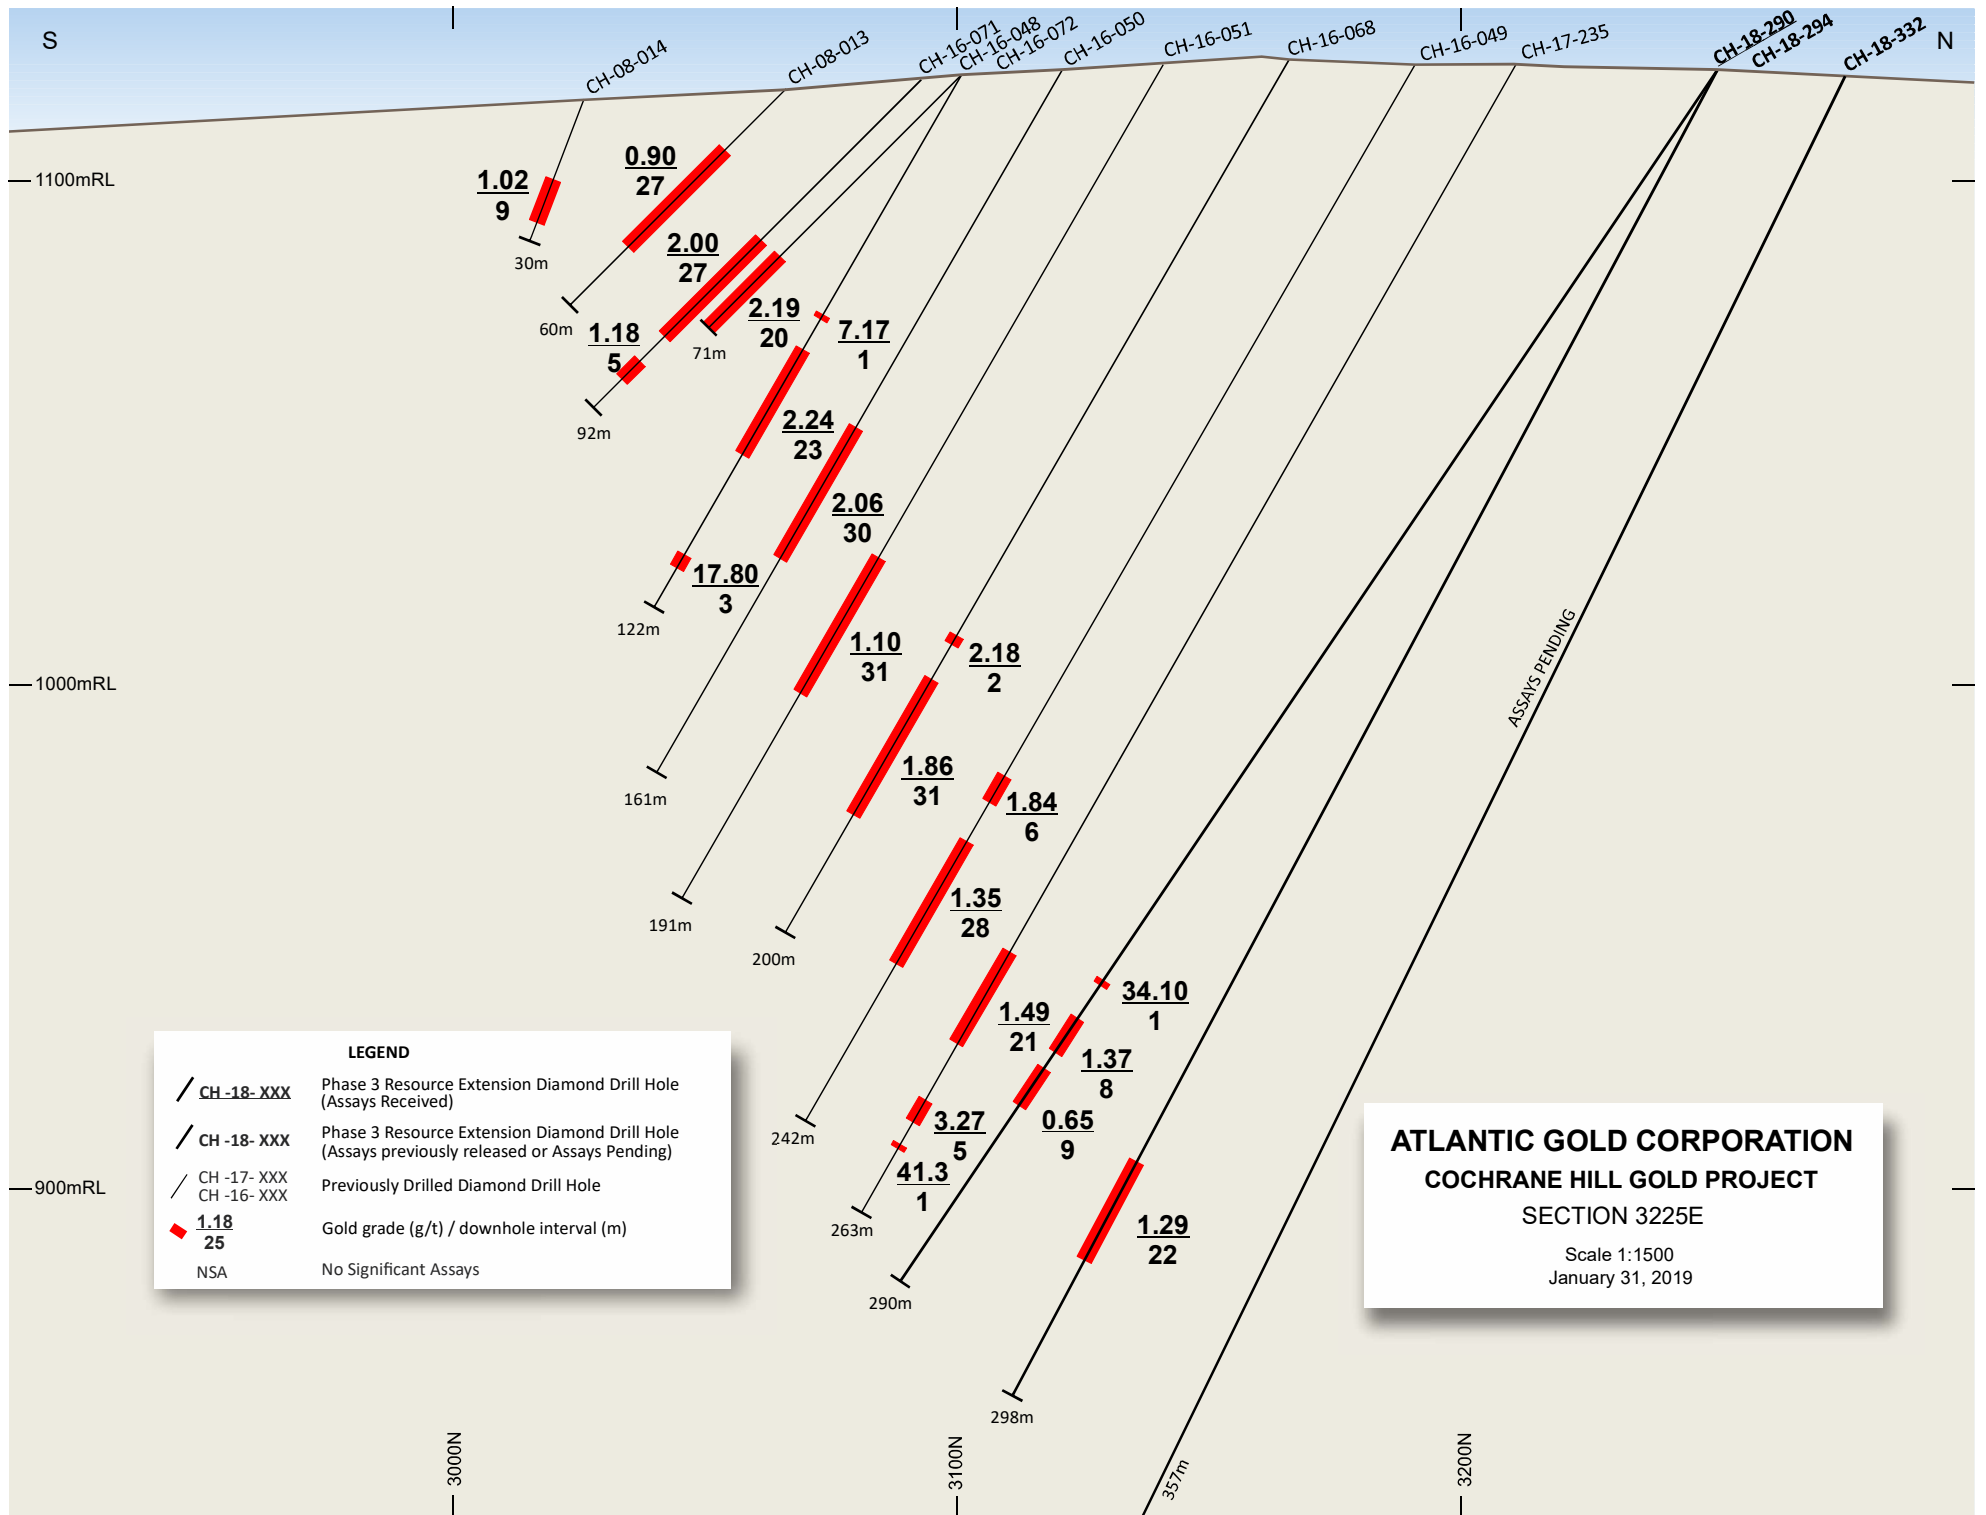 S
CH-08-014
CH-08-013
CH-16-071
CH-16-048
CH-16-072
CH-16-050
CH-16-051
CH-16-068
CH-16-049
CH-17-235
CH-18-290
CH-18-294
CH-18-332
N
1100mRL
1.02
9
30m
0.90
27
60m
2.00
27
1.18
5
92m
2.19
20
71m
7.17
1
2.24
23
17.80
3
122m
2.06
30
161m
1000mRL
1.10
31
191m
2.18
2
1.86
31
200m
ASSAYS PENDING
1.84
6
1.35
28
242m
1.49
21
3.27
5
41.3
1
263m
34.10
1
1.37
8
0.65
9
290m
1.29
22
298m
357m
900mRL
LEGEND
CH -18- XXX
Phase 3 Resource Extension Diamond Drill Hole
(Assays Received)
CH -18- XXX
Phase 3 Resource Extension Diamond Drill Hole
(Assays previously released or Assays Pending)
CH -17- XXX
CH -16- XXX
Previously Drilled Diamond Drill Hole
1.18
25
Gold grade (g/t) / downhole interval (m)
NSA
No Significant Assays
ATLANTIC GOLD CORPORATION
COCHRANE HILL GOLD PROJECT
SECTION 3225E
Scale 1:1500
January 31, 2019
3000N
3100N
3200N